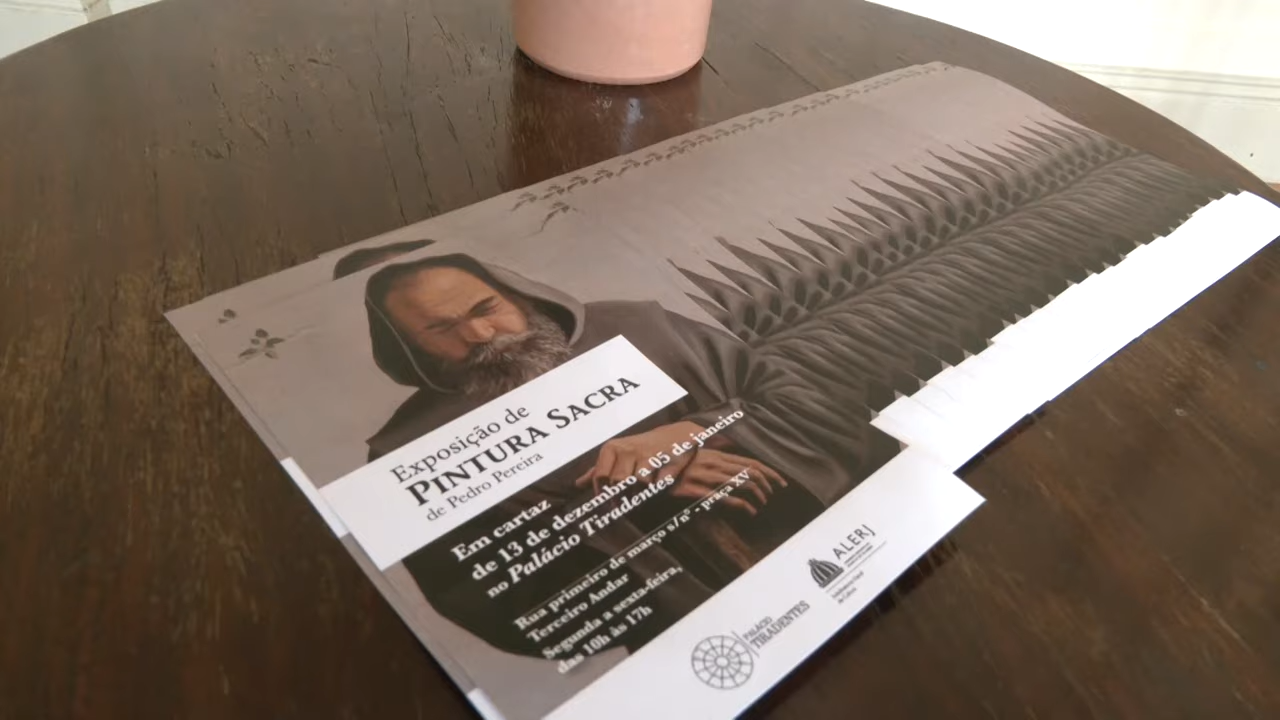 Exposição de
PINTURA SACRA
de Pedro Pereira
Em cartaz
de 13 de dezembro a 05 de janeiro
no Palácio Tiradentes
Rua primeiro de março s/nº - praça XV
Terceiro Andar
Segunda a sexta-feira,
das 10h às 17h
PALÁCIO
TIRADENTES
ALERJ